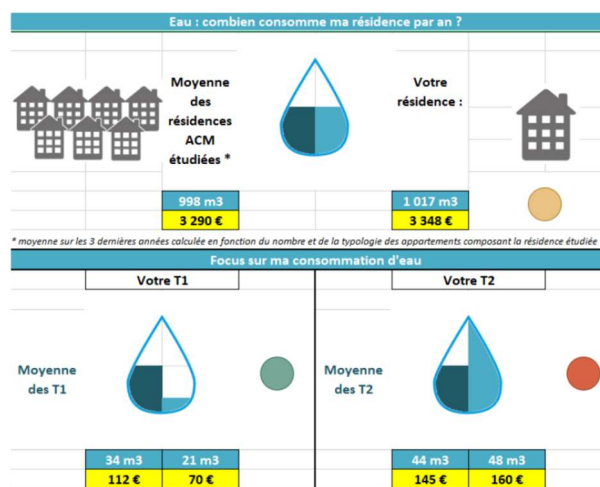 Eau : combien consomme ma résidence par an ?
Moyenne
des
résidences
ACM
étudiées *
Votre
résidence :
998 m3
1 017 m3
3 290 €
3 348 €
* moyenne sur les 3 dernières années calculée en fonction du nombre et de la typologie des appartements composant la résidence étudiée
Focus sur ma consommation d'eau
Votre T1
Votre T2
Moyenne
des T1
Moyenne
des T2
34 m3
21 m3
44 m3
48 m3
112 €
70 €
145 €
160 €